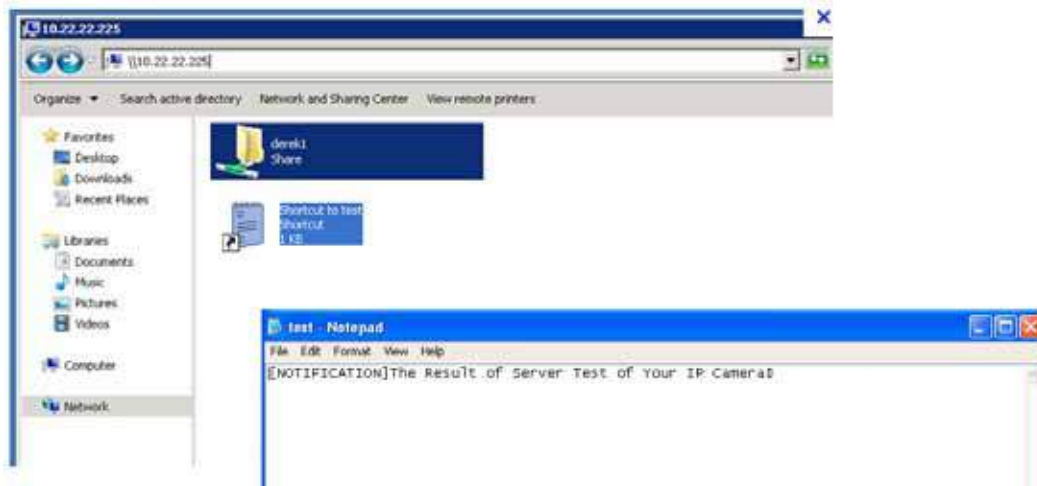 10.22.22.225
\\10.22.22.225
Organize Search active directory Network and Sharing Center View remote printers
Favorites
Desktop
Downloads
Recent Places
Libraries
Documents
Music
Pictures
Videos
Computer
Network
derek1
Share
Shortcut to test
Shortcut
1 KB
test - Notepad
File Edit Format View Help
[NOTIFICATION]The Result of Server Test of Your IP Camera